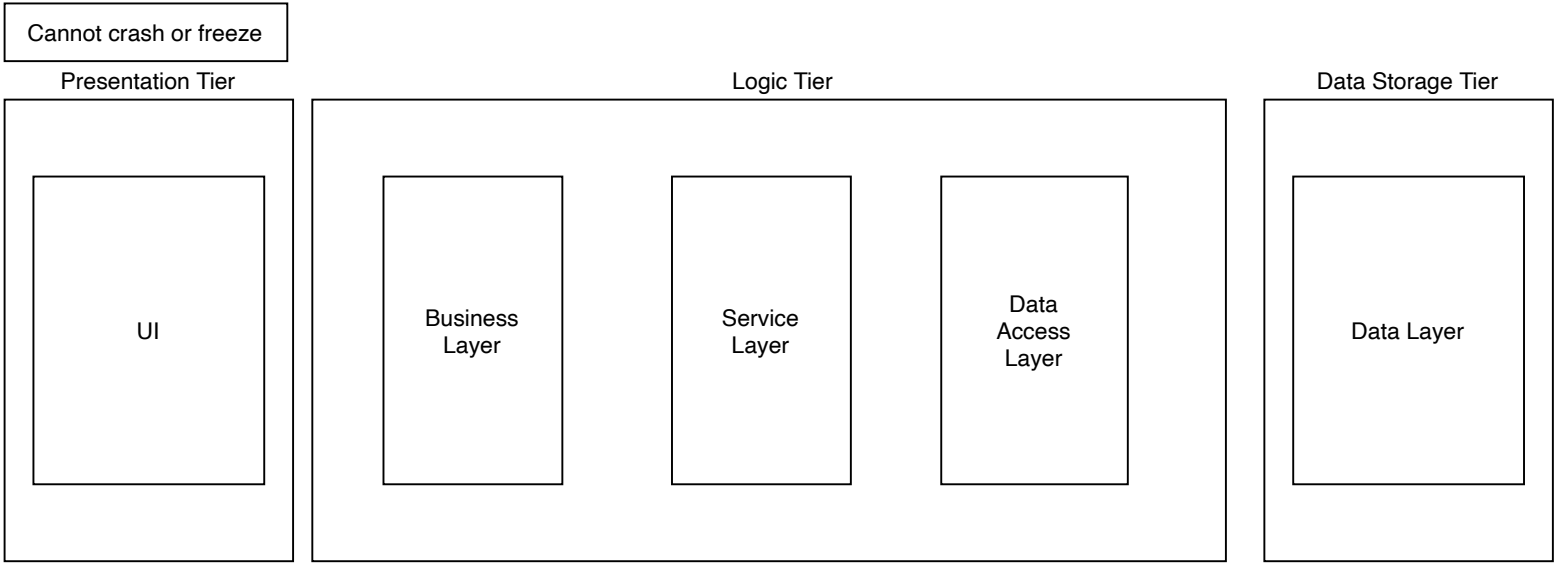 Cannot crash or freeze
Presentation Tier
Logic Tier
Data Storage Tier
UI
Business
Layer
Service
Layer
Data
Access
Layer
Data Layer